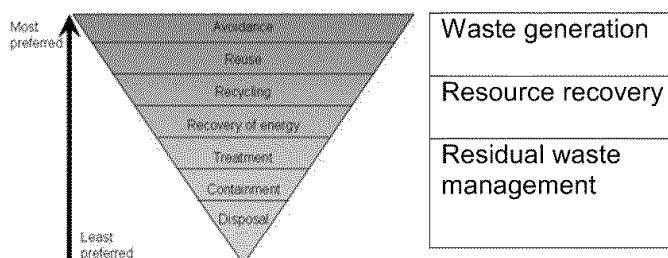 Most
preferred
Avoidance
Reuse
Recycling
Recovery of energy
Treatment
Containment
Disposal
Least
preferred
Waste generation
Resource recovery
Residual waste
management